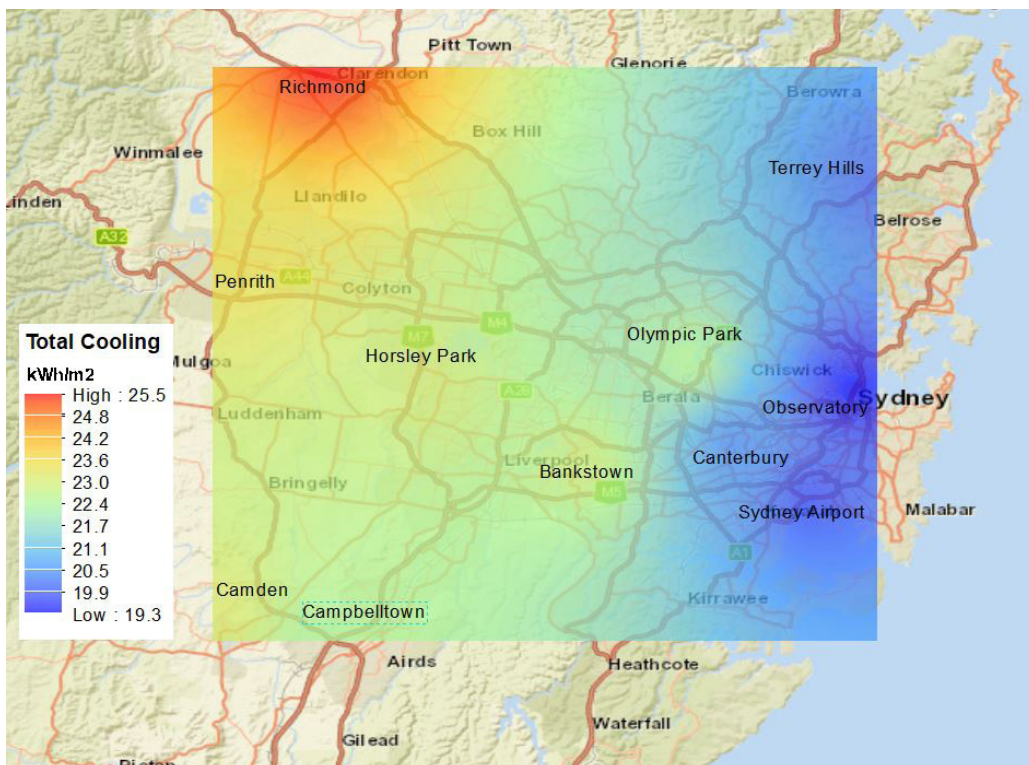 Pitt Town
Glenorie
Clarendon
Richmond
Berowra
Box Hill
Winmalee
Terrey Hills
Llandilo
Linden
Belrose
A32
Penrith
A44
Colyton
M4
Olympic Park
M7
Horsley Park
Total Cooling
Mulgoa
Chiswick
kWh/m2
High : 25.5
24.8
24.2
23.6
23.0
22.4
21.7
21.1
20.5
19.9
Low : 19.3
A28
Berala
Sydney
Observatory
Luddenham
Canterbury
Liverpool
Bankstown
Bringelly
M5
Sydney Airport
Malabar
A1
Camden
Kirrawee
Campbelltown
Airds
Heathcote
Waterfall
Gilead
Picton